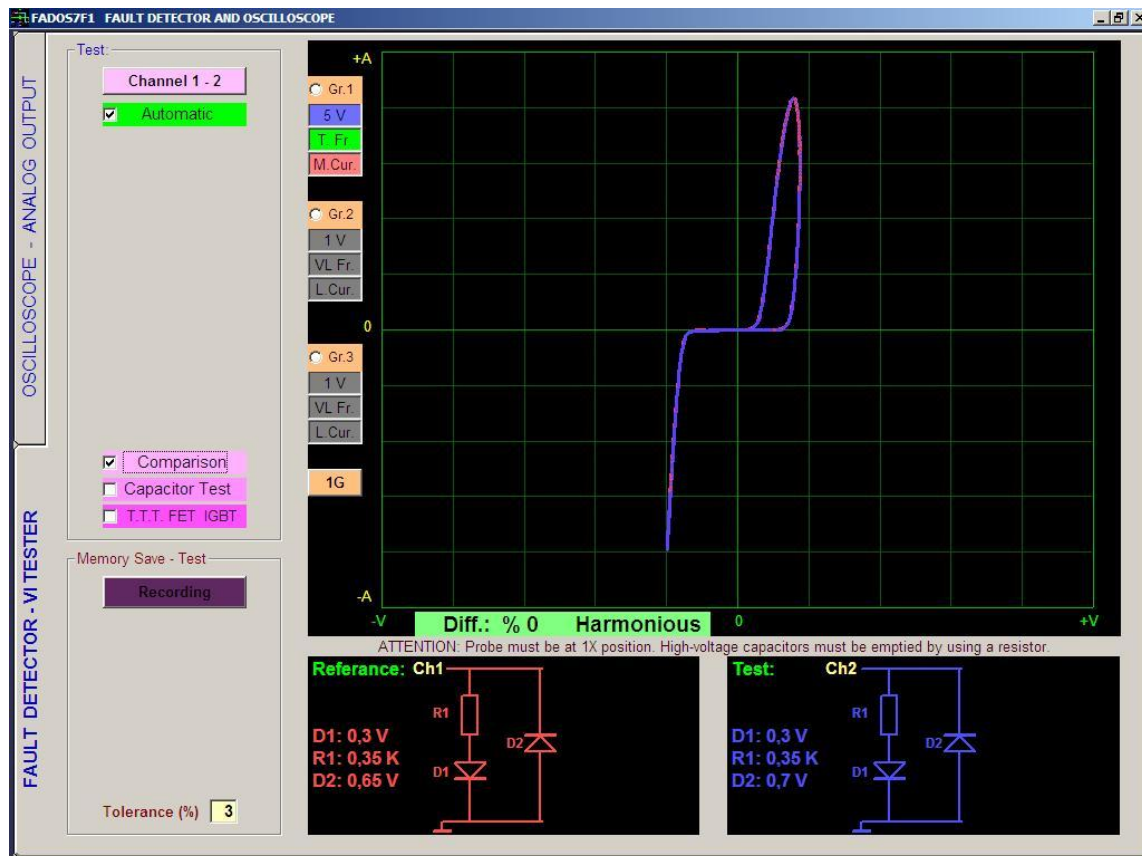 FADOS7F1 FAULT DETECTOR AND OSCILLOSCOPE
OSCILLOSCOPE - ANALOG OUTPUT
FAULT DETECTOR - VI TESTER
Test:
Channel 1 - 2
Automatic
Comparison
Capacitor Test
T.T.T. FET IGBT
Memory Save - Test
Recording
Tolerance (%) 3
+A
Gr.1
5 V
T. Fr.
M.Cur.
Gr.2
1 V
VL Fr.
L.Cur.
0
Gr.3
1 V
VL Fr.
L.Cur.
1G
-A
-V
Diff.: % 0 Harmonious
0
+V
ATTENTION: Probe must be at 1X position. High-voltage capacitors must be emptied by using a resistor.
Referance: Ch1
R1
D1: 0,3 V
R1: 0,35 K
D2: 0,65 V
D2
D1
Test: Ch2
R1
D1: 0,3 V
R1: 0,35 K
D2: 0,7 V
D2
D1